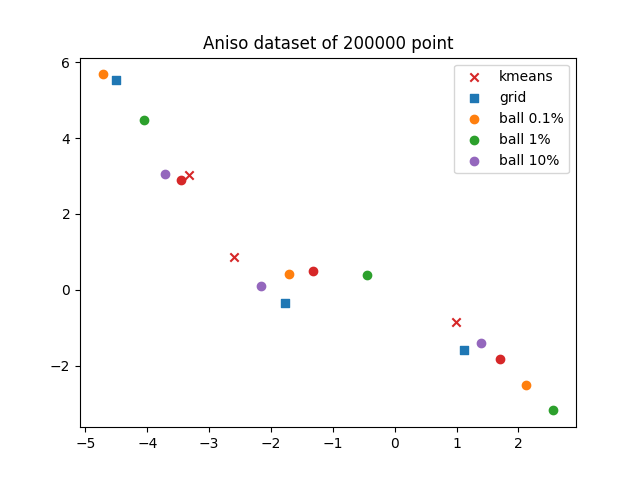 Aniso dataset of 200000 point
kmeans
grid
ball 0.1%
ball 1%
ball 10%
6
4
2
0
−2
−5 −4 −3 −2 −1 0 1 2